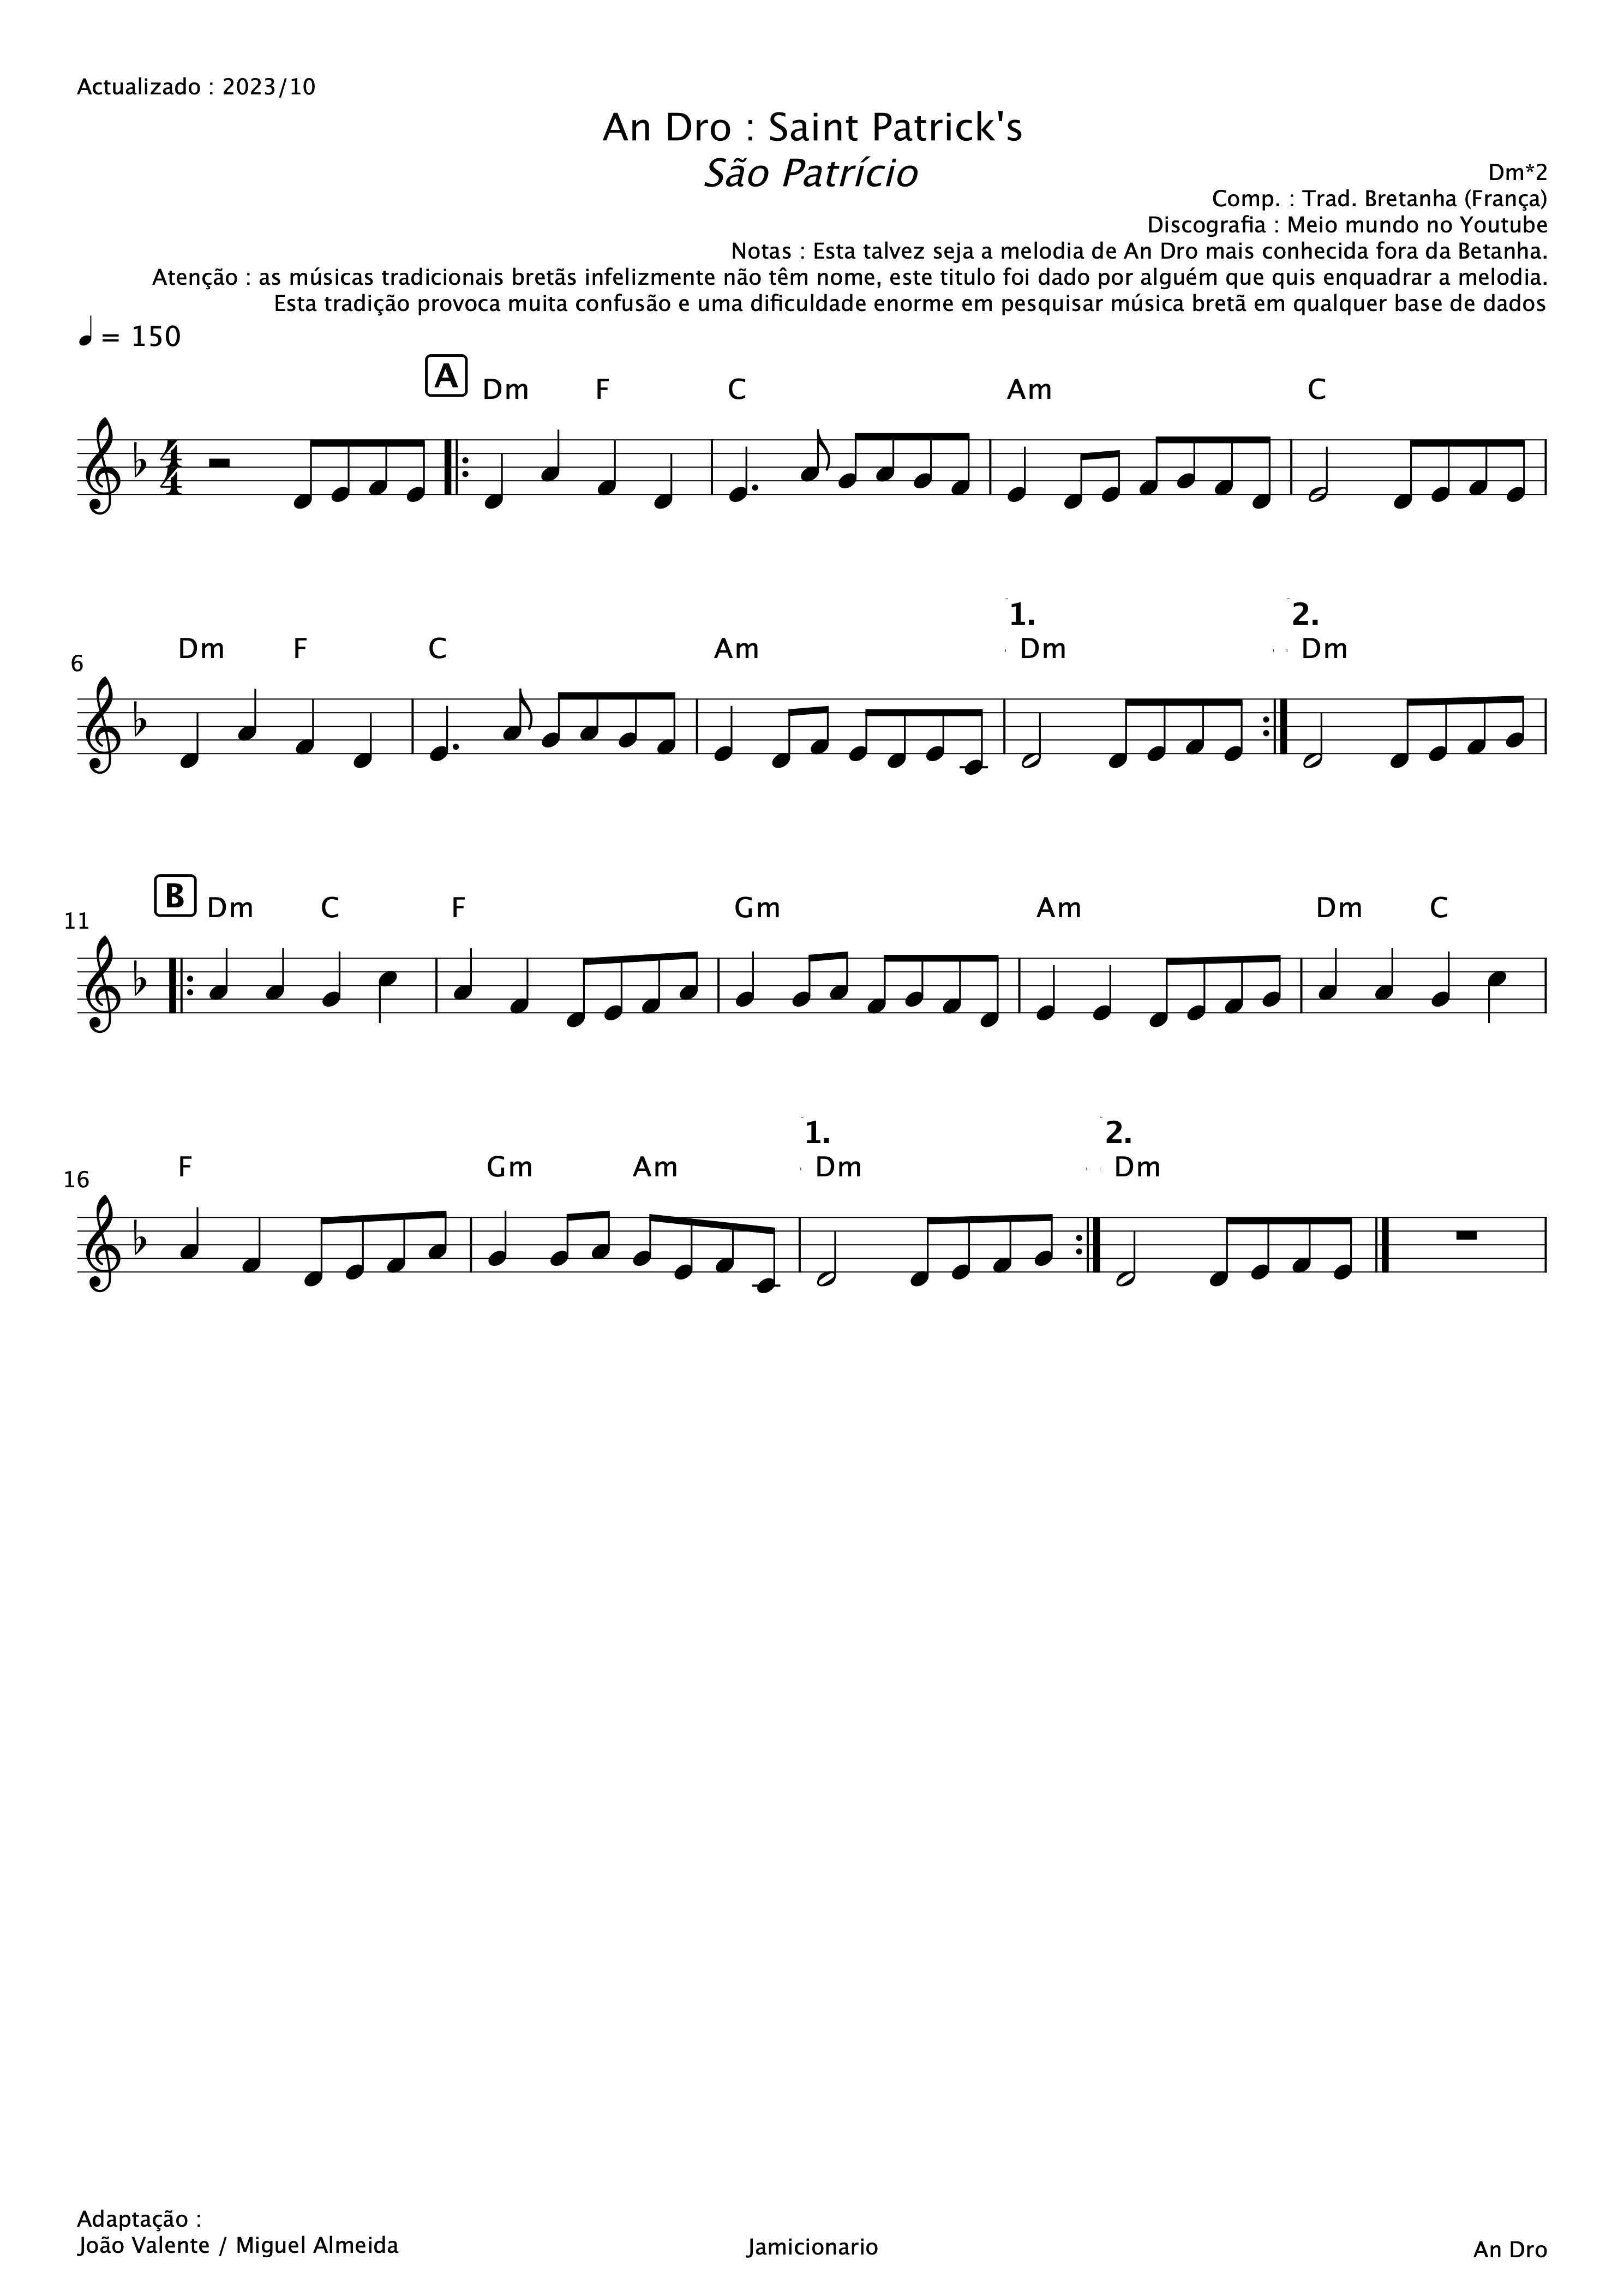 Actualizado : 2023/10
An Dro : Saint Patrick's
São Patrício
Dm*2
Comp. : Trad. Bretanha (França)
Discografia : Meio mundo no Youtube
Notas : Esta talvez seja a melodia de An Dro mais conhecida fora da Betanha.
Atenção : as músicas tradicionais bretãs infelizmente não têm nome, este titulo foi dado por alguém que quis enquadrar a melodia.
Esta tradição provoca muita confusão e uma dificuldade enorme em pesquisar música bretã em qualquer base de dados
= 150
A Dm F C Am C
4
4
1. 2.
6 Dm F C Am Dm Dm
11 B Dm C F Gm Am Dm C
1. 2.
16 F Gm Am Dm Dm
Adaptação :
João Valente / Miguel Almeida
Jamicionario
An Dro